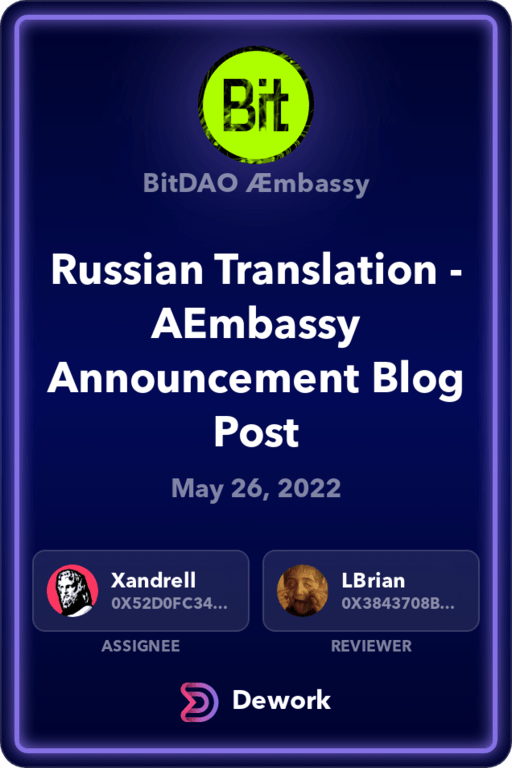 Bit
BitDAO Æmbassy
Russian Translation -
AEmbassy
Announcement Blog
Post
May 26, 2022
Xandrell
0X52D0FC34...
ASSIGNEE
LBrian
0X3843708B...
REVIEWER
Dework